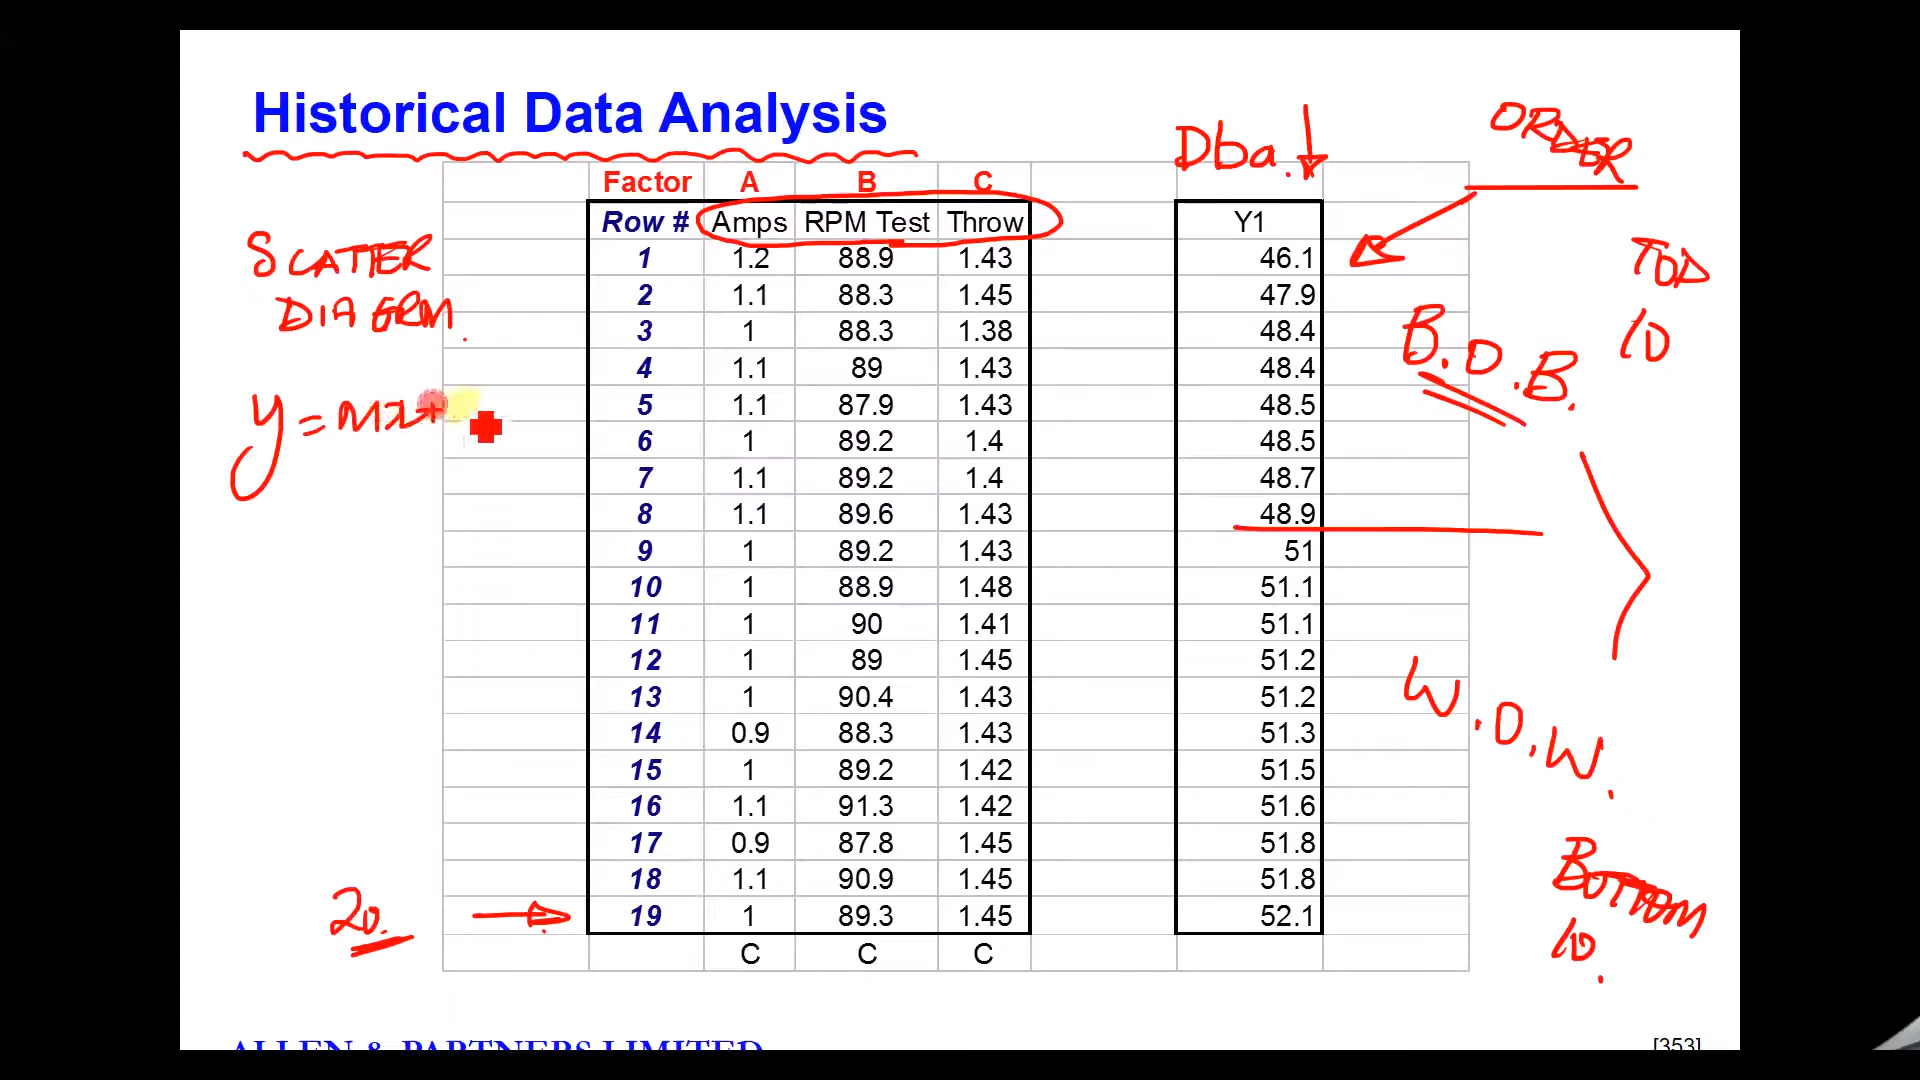 Historical Data Analysis
Dba.
ORDER
Factor A B C
Row # Amps RPM Test Throw Y1
1 1.2 88.9 1.43 46.1
2 1.1 88.3 1.45 47.9
3 1 88.3 1.38 48.4
4 1.1 89 1.43 48.4
5 1.1 87.9 1.43 48.5
6 1 89.2 1.4 48.5
7 1.1 89.2 1.4 48.7
8 1.1 89.6 1.43 48.9
9 1 89.2 1.43 51
10 1 88.9 1.48 51.1
11 1 90 1.41 51.1
12 1 89 1.45 51.2
13 1 90.4 1.43 51.2
14 0.9 88.3 1.43 51.3
15 1 89.2 1.42 51.5
16 1.1 91.3 1.42 51.6
17 0.9 87.8 1.45 51.8
18 1.1 90.9 1.45 51.8
19 1 89.3 1.45 52.1
C C C
SCATTER
DIAGRM.
y = mx+
20.
TOP
10
B.O.B.
W.O.W.
BOTTOM
10.
ALLEN & PARTNERS LIMITED
[353]